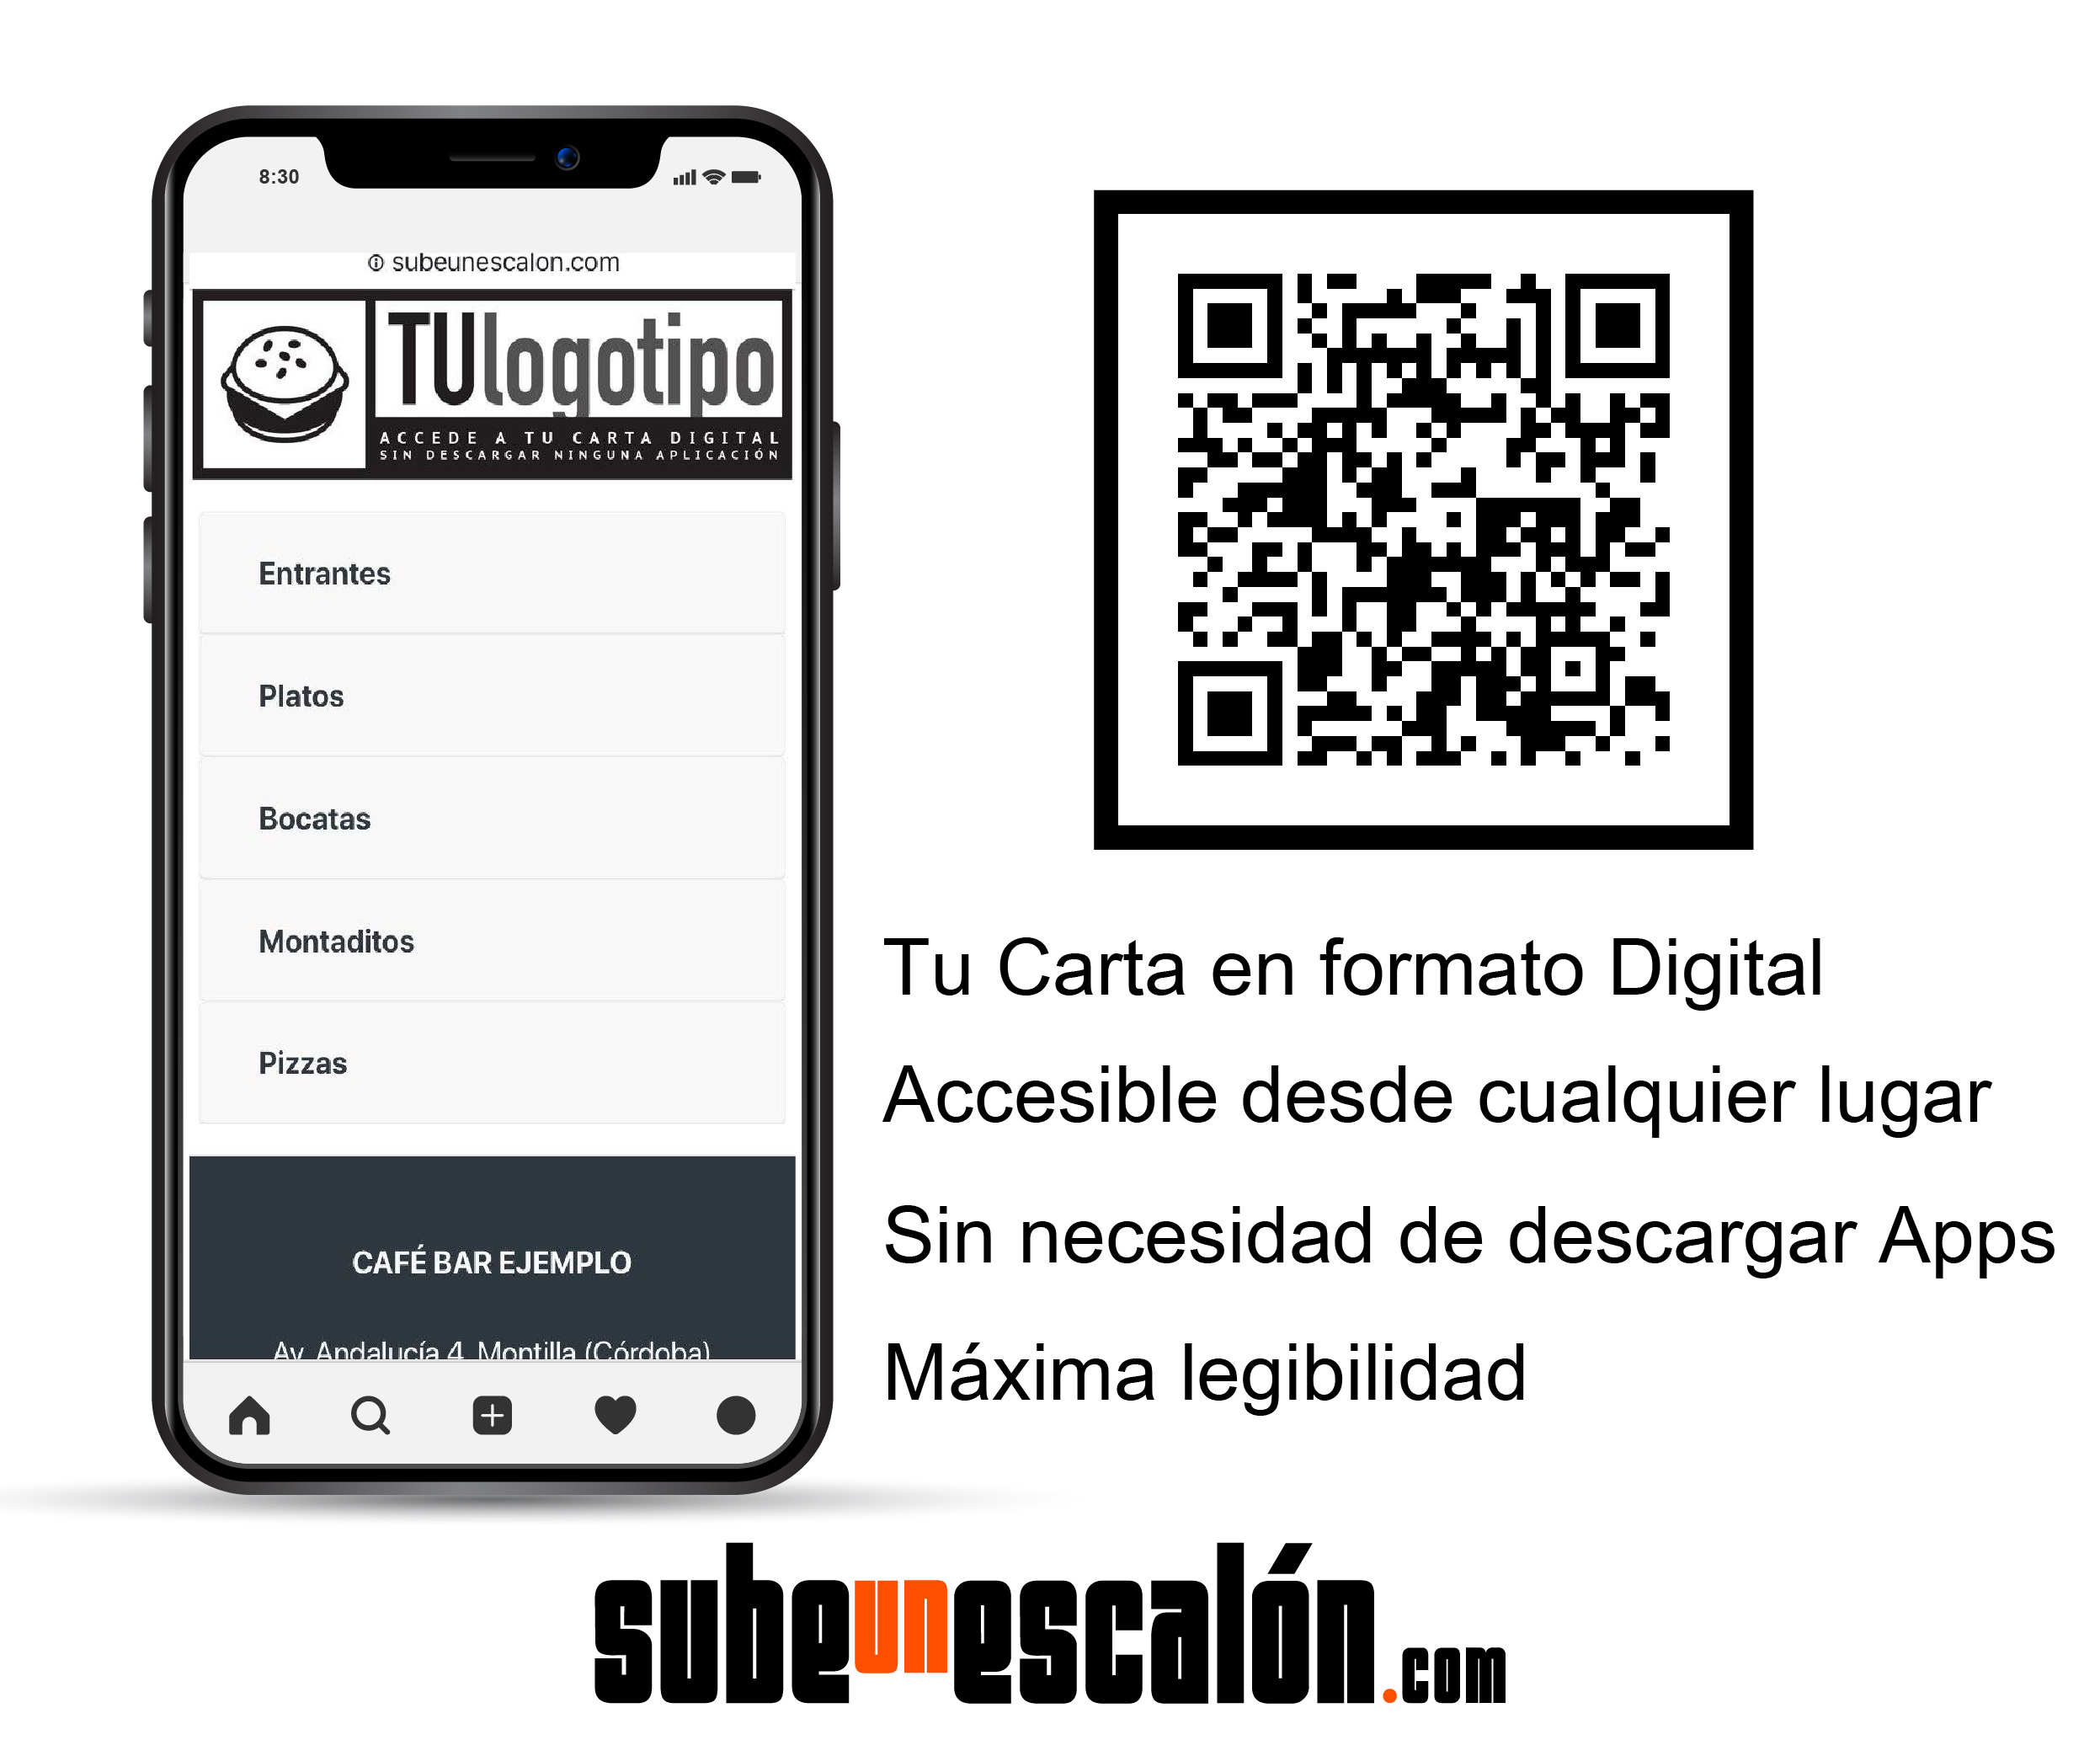 8:30
subeunescalon.com
TUlogotipo
ACCEDE A TU CARTA DIGITAL
SIN DESCARGAR NINGUNA APLICACIÓN
Entrantes
Platos
Bocatas
Montaditos
Pizzas
CAFÉ BAR EJEMPLO
Av. Andalucía 4, Montilla (Córdoba)
Tu Carta en formato Digital
Accesible desde cualquier lugar
Sin necesidad de descargar Apps
Máxima legibilidad
subeunescalón.com